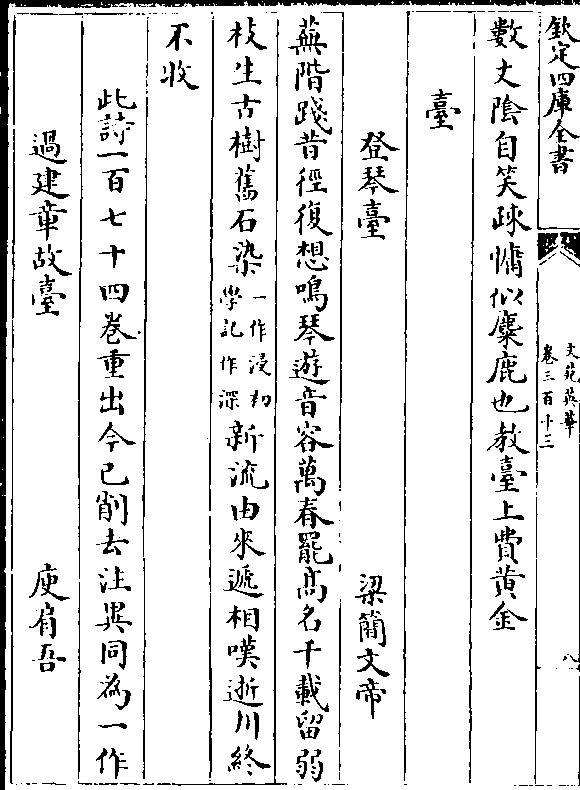 欽定四庫全書
文苑英華
卷三百十三
八
數丈陰自笑疎慵似麋鹿也教臺上費黄金
臺
登琴臺
梁簡文帝
蕪階踐昔徑復想鳴琴遊音容萬春罷髙名千載留弱
枝生古樹舊石染一作浸初學記作深新流由來遞相嘆逝川終
不收
此詩一百七十四卷重出今已削去注異同為一作
過建章故臺
庾肩吾